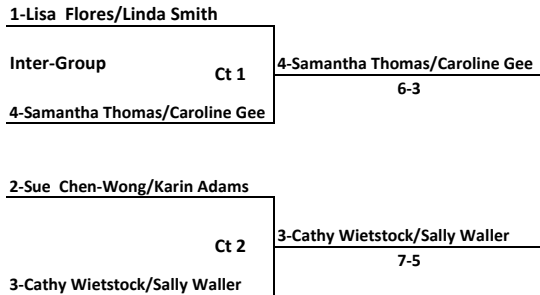 1-Lisa  Flores/Linda Smith
Inter-Group
Ct 1
4-Samantha Thomas/Caroline Gee
6-3
4-Samantha Thomas/Caroline Gee
2-Sue  Chen-Wong/Karin Adams
Ct 2
3-Cathy Wietstock/Sally Waller
7-5
3-Cathy Wietstock/Sally Waller